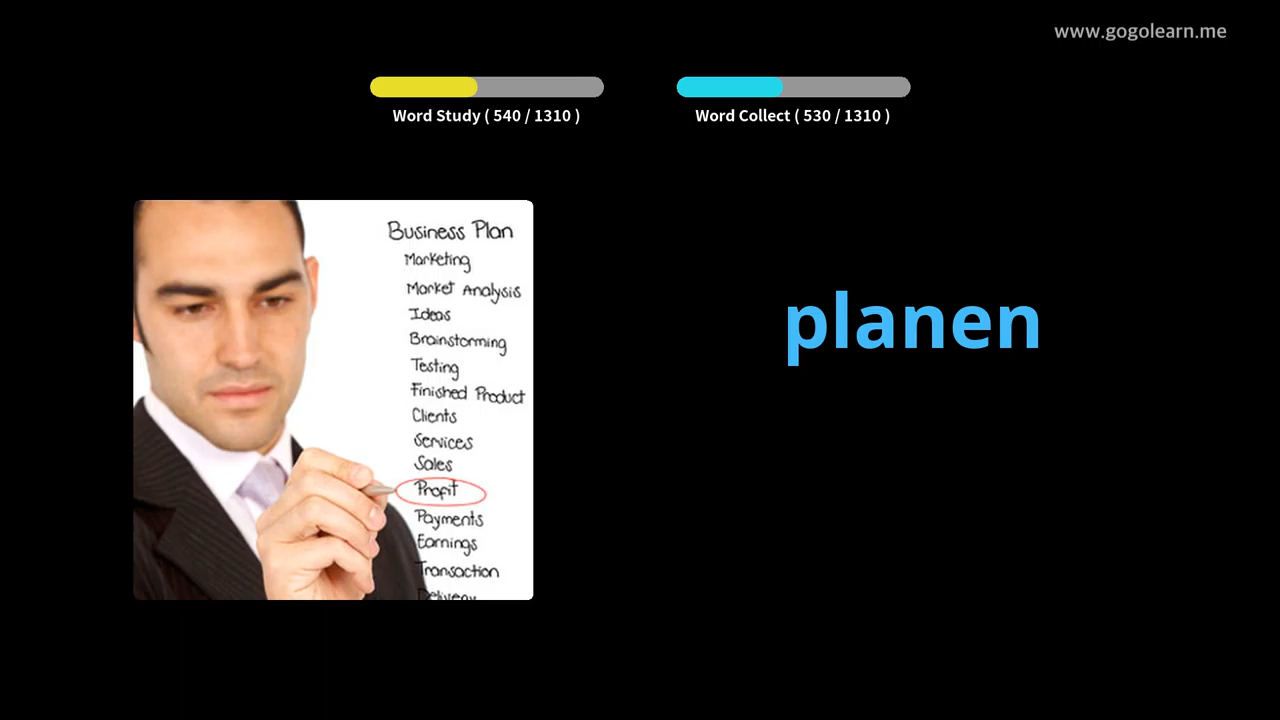 www.gogolearn.me
Word Study ( 540 / 1310 )
Word Collect ( 530 / 1310 )
Business Plan
Marketing
Market Analysis
Ideas
Brainstorming
Testing
Finished Product
Clients
Services
Sales
Profit
Payments
Earnings
Transaction
Delivery
planen